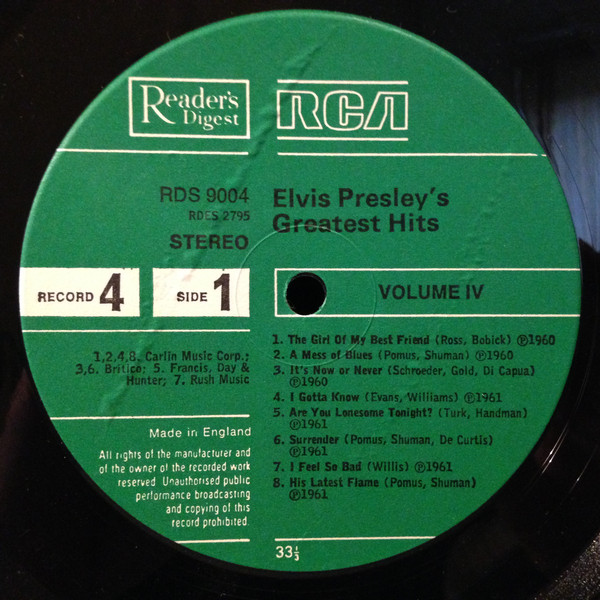 Reader's
Digest
RCA
RDS 9004
RDES 2795
STEREO
Elvis Presley's
Greatest Hits
RECORD 4
SIDE 1
VOLUME IV
1,2,4,8. Carlin Music Corp.;
3,6. Britico; 5. Francis, Day &
Hunter; 7. Rush Music
1. The Girl Of My Best Friend (Ross, Bobick) ℗1960
2. A Mess of Blues (Pomus, Shuman) ℗1960
3. It's Now or Never (Schroeder, Gold, Di Capua)
℗1960
4. I Gotta Know (Evans, Williams) ℗1961
5. Are You Lonesome Tonight? (Turk, Handman)
℗1961
6. Surrender (Pomus, Shuman, De Curtis)
℗1961
7. I Feel So Bad (Willis) ℗1961
8. His Latest Flame (Pomus, Shuman)
℗1961
Made in England
All rights of the manufacturer and
of the owner of the recorded work
reserved. Unauthorised public
performance broadcasting
and copying of this
record prohibited.
33⅓